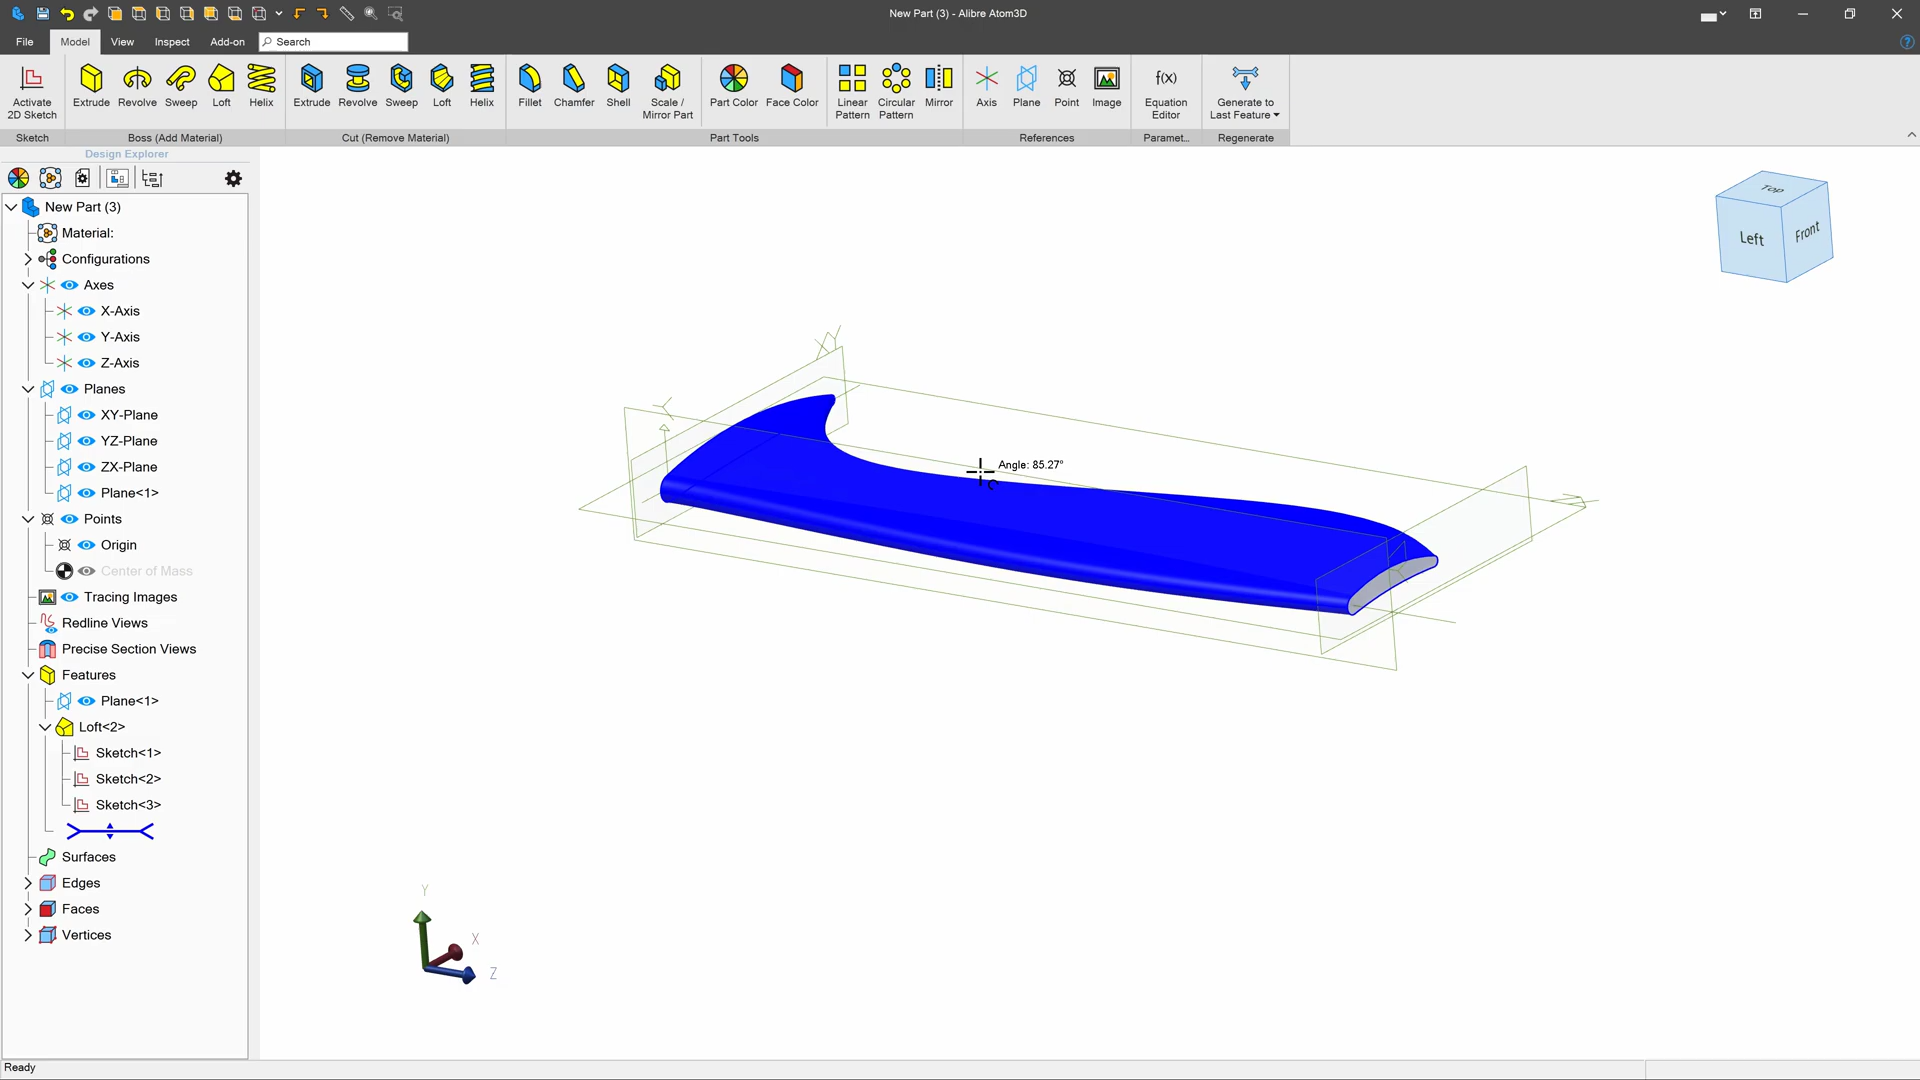 New Part (3) - Alibre Atom3D
File Model View Inspect Add-on Search
Activate 2D Sketch
Extrude Revolve Sweep Loft Helix
Extrude Revolve Sweep Loft Helix
Fillet Chamfer Shell Scale / Mirror Part Part Color Face Color
Linear Pattern Circular Pattern Mirror
Axis Plane Point Image
f(x) Equation Editor
Generate to Last Feature
Sketch Boss (Add Material) Cut (Remove Material) Part Tools References Paramet... Regenerate
Design Explorer
New Part (3)
Material:
Configurations
Axes
X-Axis
Y-Axis
Z-Axis
Planes
XY-Plane
YZ-Plane
ZX-Plane
Plane<1>
Points
Origin
Center of Mass
Tracing Images
Redline Views
Precise Section Views
Features
Plane<1>
Loft<2>
Sketch<1>
Sketch<2>
Sketch<3>
Surfaces
Edges
Faces
Vertices
Top
Left
Front
Angle: 85.27°
Y
X
Z
Ready